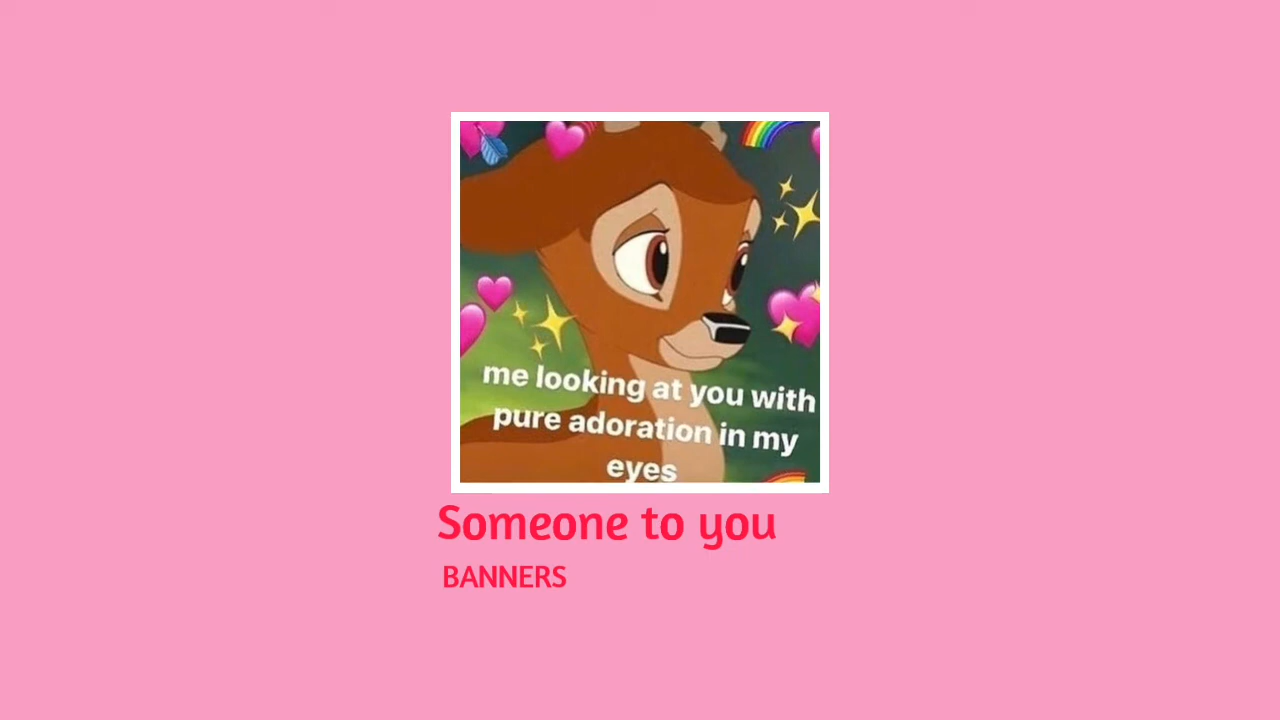 me looking at you with
pure adoration in my
eyes
Someone to you
BANNERS